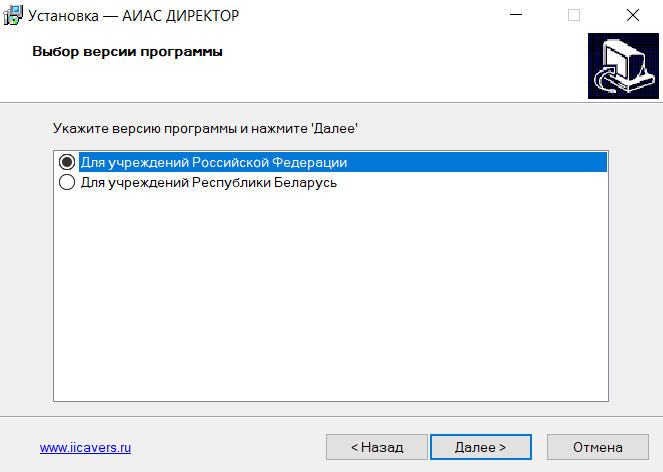 Установка — АИАС ДИРЕКТОР
Выбор версии программы
Укажите версию программы и нажмите 'Далее'
Для учреждений Российской Федерации
Для учреждений Республики Беларусь
www.iicavers.ru
< Назад
Далее >
Отмена